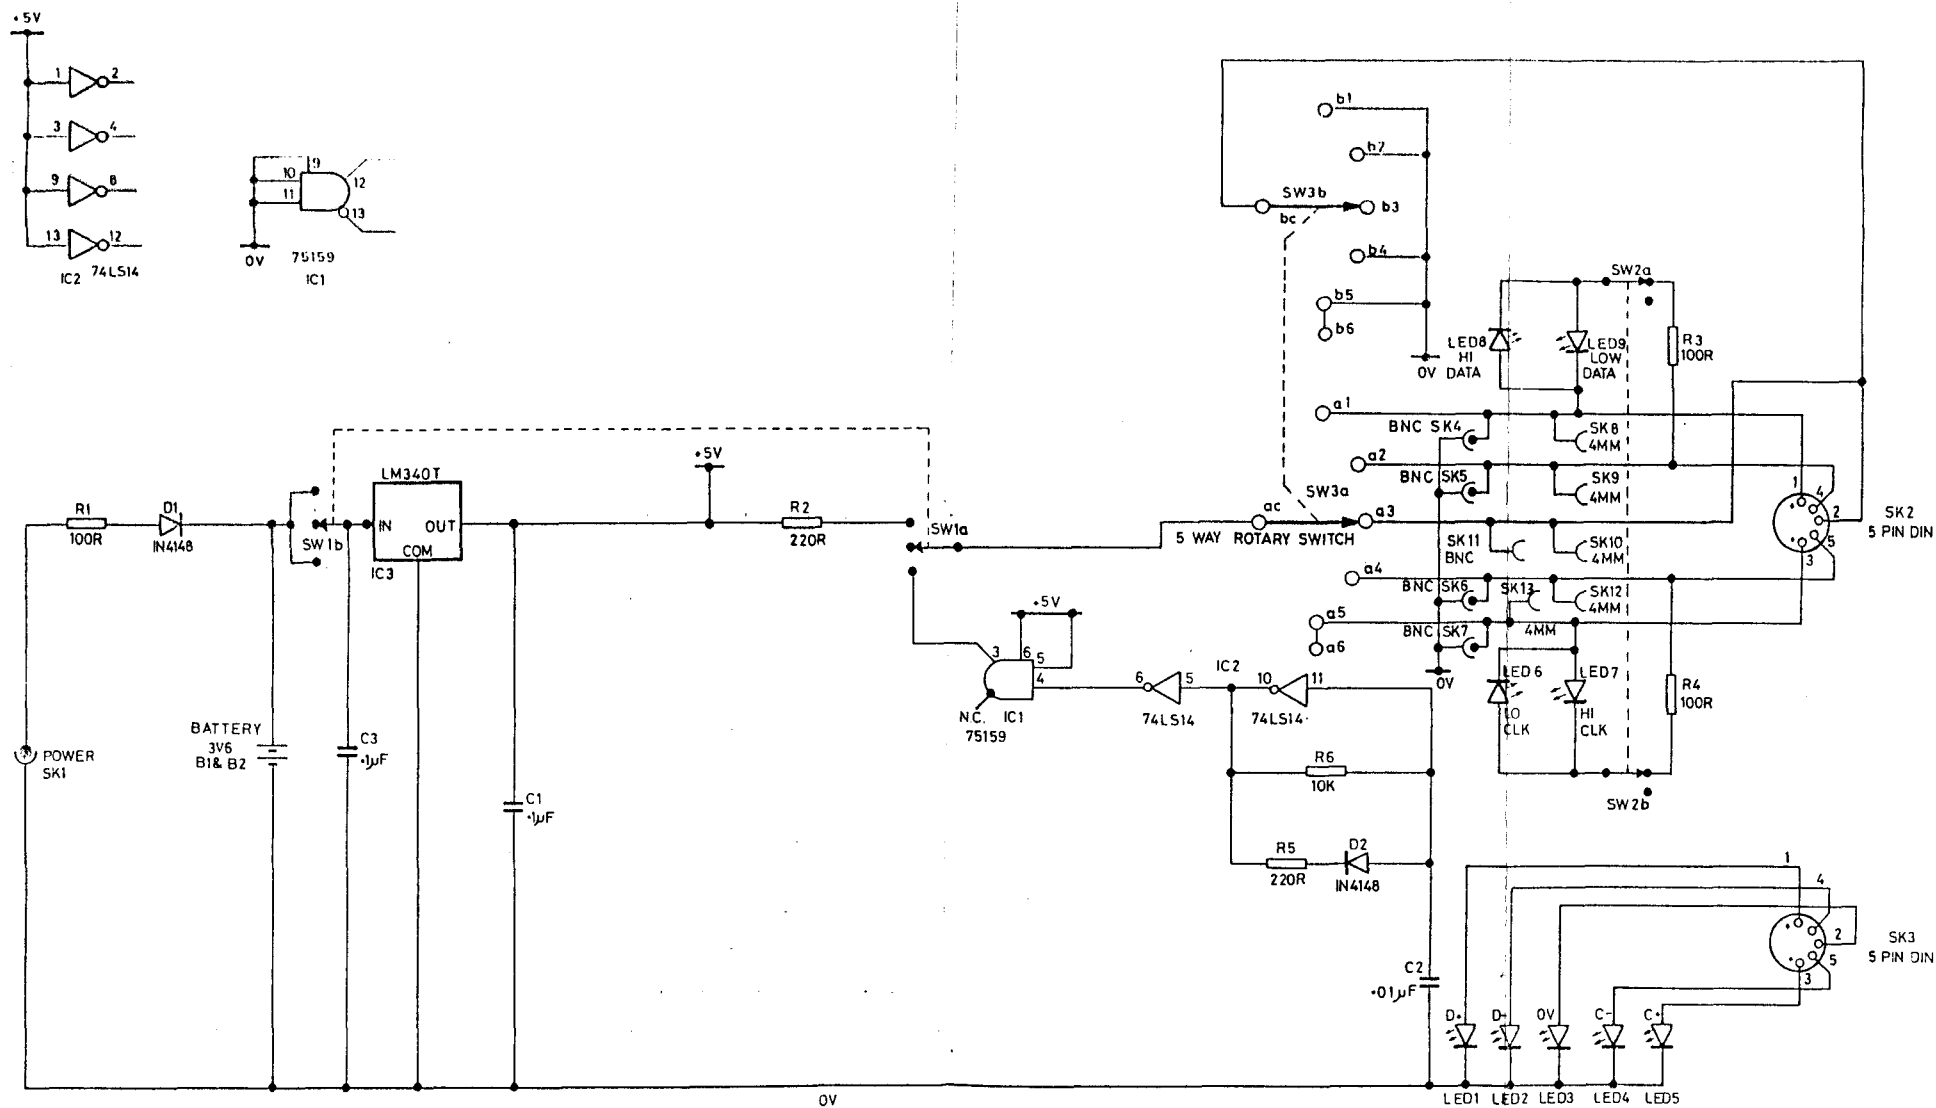 +5V
1 2
3 4
9 8
13 12
IC2 74LS14
9
10
11
12
13
0V
75159
IC1
b1
b2
SW3b
bc
b3
b4
b5
b6
0V
SW2a
LED8
HI
DATA
LED9
LOW
DATA
R3
100R
a1
BNC SK4
SK8
4MM
a2
BNC SK5
SK9
4MM
SW3a
ac
a3
5 WAY ROTARY SWITCH
SK11
BNC
SK10
4MM
a4
BNC SK6
SK13
4MM
SK12
4MM
a5
a6
BNC SK7
0V
1
4
2
5
3
SK2
5 PIN DIN
LED6
LO
CLK
LED7
HI
CLK
R4
100R
SW2b
R1
100R
D1
IN4148
SW1b
LM340T
IN OUT
COM
IC3
+5V
R2
220R
SW1a
POWER
SK1
BATTERY
3V6
B1& B2
C3
.1µF
C1
.1µF
+5V
3
6
5
4
N.C.
IC1
75159
6 5
74LS14
IC2
10 11
74LS14
R6
10K
R5
220R
D2
IN4148
C2
.01µF
1
4
2
5
3
SK3
5 PIN DIN
D+
D-
0V
C-
C+
LED1 LED2 LED3 LED4 LED5
0V